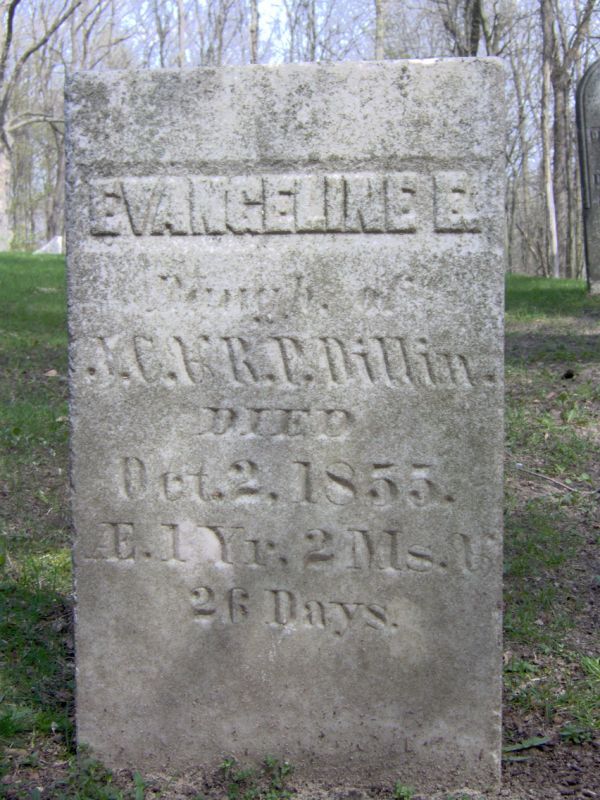 EVANGELINE E.
Daugh. of
J.C. & R.P. Dillin.
DIED
Oct. 2, 1855.
Æ. 1 Yr. 2 Ms. &
26 Days.